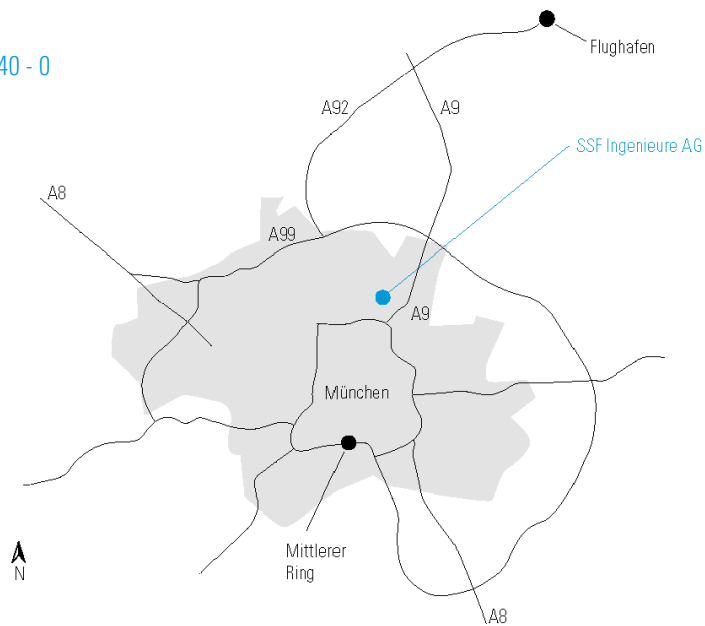 Flughafen
40 - 0
A92
A9
SSF Ingenieure AG
A8
A99
A9
München
Mittlerer
Ring
N
A8